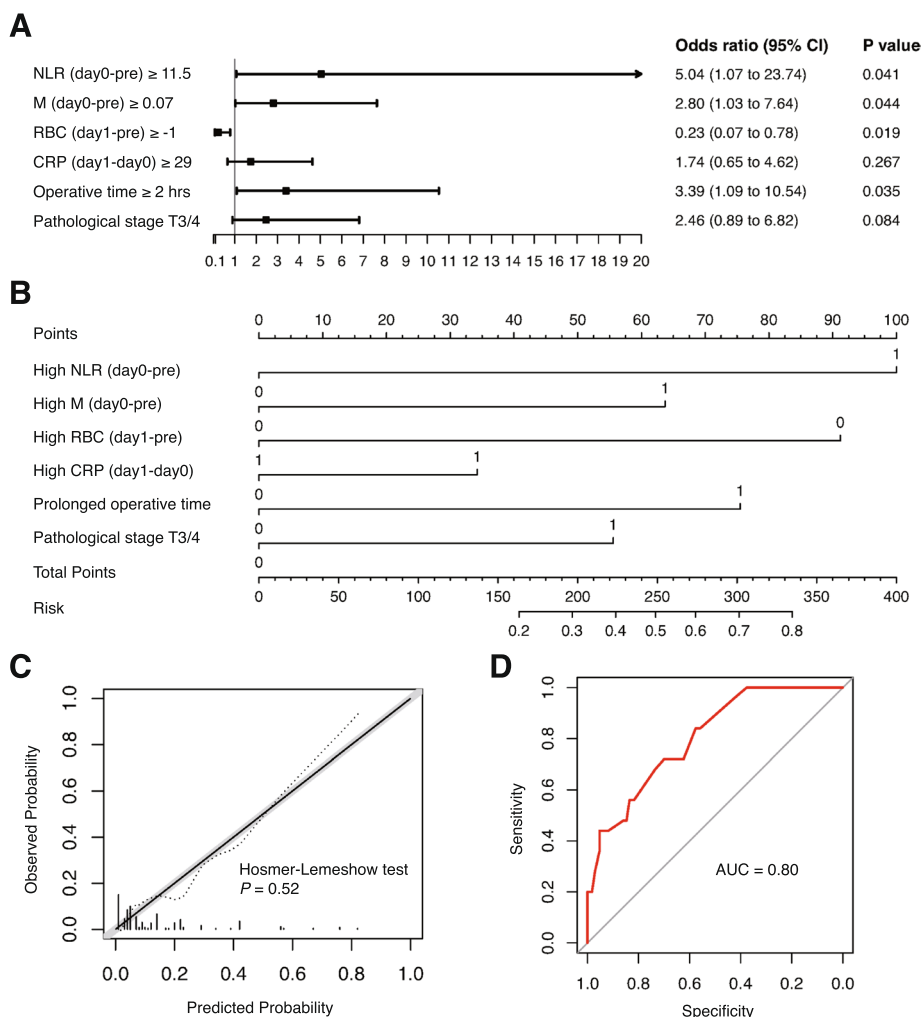 A
Odds ratio (95% CI) P value
NLR (day0-pre) ≥ 11.5 5.04 (1.07 to 23.74) 0.041
M (day0-pre) ≥ 0.07 2.80 (1.03 to 7.64) 0.044
RBC (day1-pre) ≥ -1 0.23 (0.07 to 0.78) 0.019
CRP (day1-day0) ≥ 29 1.74 (0.65 to 4.62) 0.267
Operative time ≥ 2 hrs 3.39 (1.09 to 10.54) 0.035
Pathological stage T3/4 2.46 (0.89 to 6.82) 0.084
0.1 1 2 3 4 5 6 7 8 9 10 11 12 13 14 15 16 17 18 19 20
B
Points 0 10 20 30 40 50 60 70 80 90 100
1
High NLR (day0-pre)
0 1
High M (day0-pre)
0 0
High RBC (day1-pre)
1 1
High CRP (day1-day0)
0 1
Prolonged operative time
0 1
Pathological stage T3/4
0
Total Points
0 50 100 150 200 250 300 350 400
Risk
0.2 0.3 0.4 0.5 0.6 0.7 0.8
C
Observed Probability
1.0
0.8
0.6
0.4
0.2
0.0
Hosmer-Lemeshow test
P = 0.52
0.0 0.2 0.4 0.6 0.8 1.0
Predicted Probability
D
Sensitivity
1.0
0.8
0.6
0.4
0.2
0.0
AUC = 0.80
1.0 0.8 0.6 0.4 0.2 0.0
Specificity